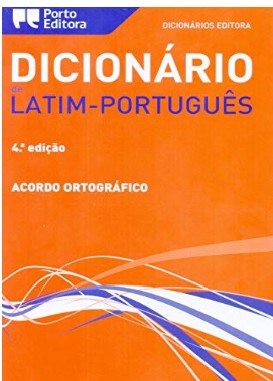 Porto
Editora
DICIONÁRIOS EDITORA
DICIONÁRIO
de
LATIM-PORTUGUÊS
4.ª edição
ACORDO ORTOGRÁFICO